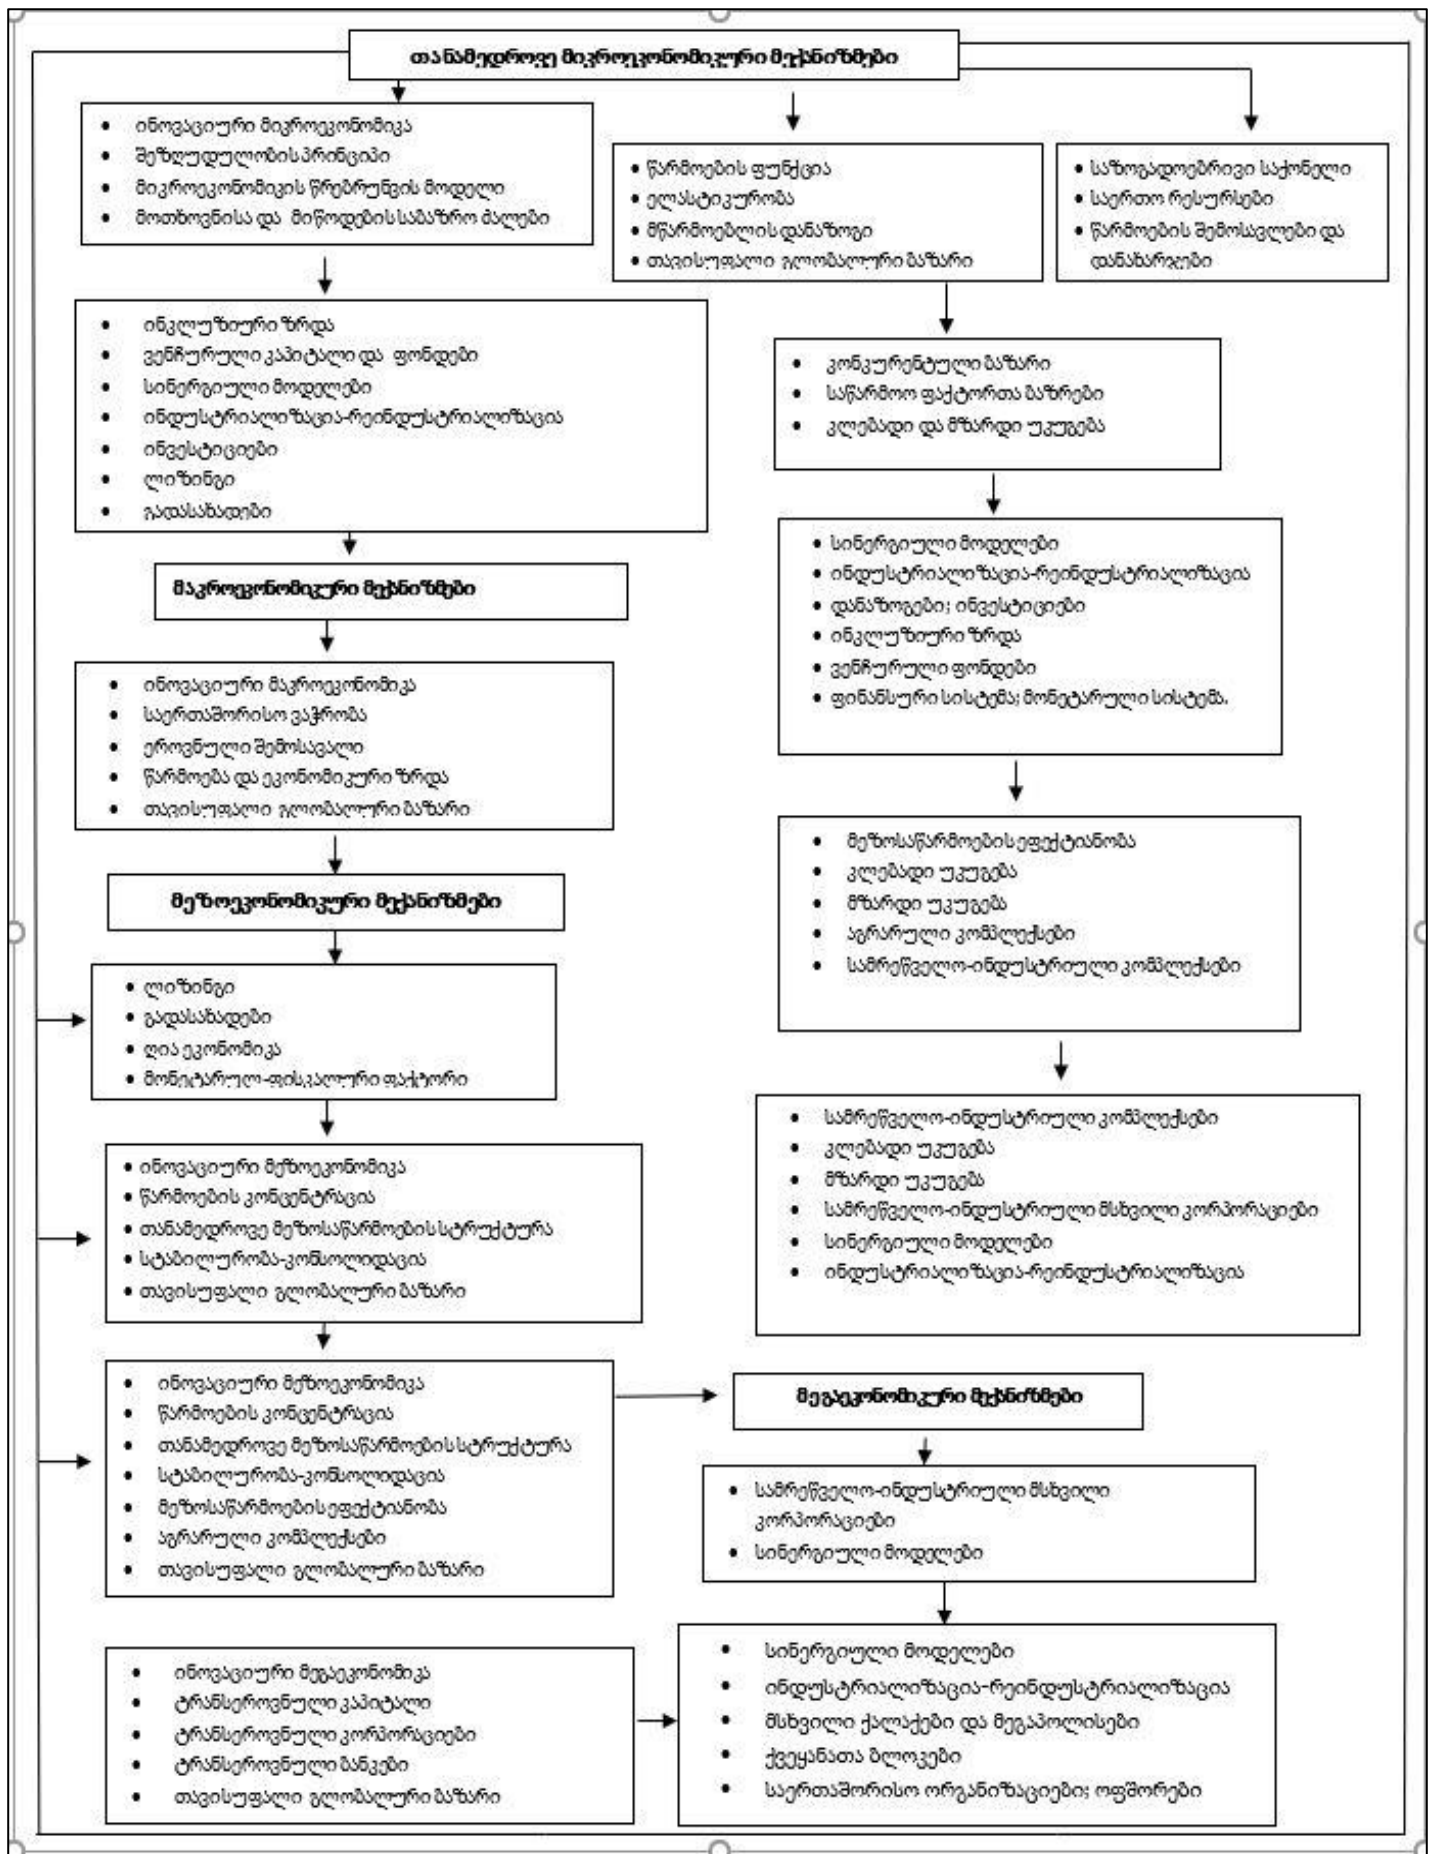 თანამედროვე მიკროეკონომიკური მექანიზმები
• ინოვაციური მიკროეკონომიკა
• შეზღუდულობის პრინციპი
• მიკროეკონომიკის წრებრუნვის მოდელი
• მოთხოვნისა და მიწოდების საბაზრო ძალები
• წარმოების ფუნქცია
• ელასტიკურობა
• მწარმოებლის დანაზოგი
• თავისუფალი გლობალური ბაზარი
• საზოგადოებრივი საქონელი
• საერთო რესურსები
• წარმოების შემოსავლები და
დანახარჯები
• ინკლუზიური ზრდა
• ვენჩურული კაპიტალი და ფონდები
• სინერგიული მოდელები
• ინდუსტრიალიზაცია-რეინდუსტრიალიზაცია
• ინვესტიციები
• ლიზინგი
• გადასახადები
• კონკურენტული ბაზარი
• საწარმოო ფაქტორთა ბაზრები
• კლებადი და მზარდი უკუგება
მაკროეკონომიკური მექანიზმები
• სინერგიული მოდელები
• ინდუსტრიალიზაცია-რეინდუსტრიალიზაცია
• დანაზოგები; ინვესტიციები
• ინკლუზიური ზრდა
• ვენჩურული ფონდები
• ფინანსური სისტემა; მონეტარული სისტემა.
• ინოვაციური მაკროეკონომიკა
• საერთაშორისო ვაჭრობა
• ეროვნული შემოსავალი
• წარმოება და ეკონომიკური ზრდა
• თავისუფალი გლობალური ბაზარი
• მეზოსაწარმოების ეფექტიანობა
• კლებადი უკუგება
• მზარდი უკუგება
• აგრარული კომპლექსები
• სამრეწველო-ინდუსტრიული კომპლექსები
მეზოეკონომიკური მექანიზმები
• ლიზინგი
• გადასახადები
• ღია ეკონომიკა
• მონეტარულ-ფისკალური ფაქტორი
• სამრეწველო-ინდუსტრიული კომპლექსები
• კლებადი უკუგება
• მზარდი უკუგება
• სამრეწველო-ინდუსტრიული მსხვილი კორპორაციები
• სინერგიული მოდელები
• ინდუსტრიალიზაცია-რეინდუსტრიალიზაცია
• ინოვაციური მეზოეკონომიკა
• წარმოების კონცენტრაცია
• თანამედროვე მეზოსაწარმოების სტრუქტურა
• სტაბილურობა-კონსოლიდაცია
• თავისუფალი გლობალური ბაზარი
• ინოვაციური მეზოეკონომიკა
• წარმოების კონცენტრაცია
• თანამედროვე მეზოსაწარმოების სტრუქტურა
• სტაბილურობა-კონსოლიდაცია
• მეზოსაწარმოების ეფექტიანობა
• აგრარული კომპლექსები
• თავისუფალი გლობალური ბაზარი
მეგაეკონომიკური მექანიზმები
• სამრეწველო-ინდუსტრიული მსხვილი
კორპორაციები
• სინერგიული მოდელები
• ინოვაციური მეგაეკონომიკა
• ტრანსეროვნული კაპიტალი
• ტრანსეროვნული კორპორაციები
• ტრანსეროვნული ბანკები
• თავისუფალი გლობალური ბაზარი
• სინერგიული მოდელები
• ინდუსტრიალიზაცია-რეინდუსტრიალიზაცია
• მსხვილი ქალაქები და მეგაპოლისები
• ქვეყანათა ბლოკები
• საერთაშორისო ორგანიზაციები; ოფშორები